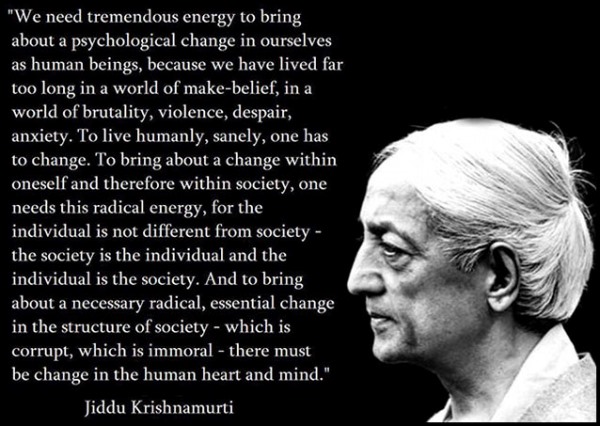 "We need tremendous energy to bring
about a psychological change in ourselves
as human beings, because we have lived far
too long in a world of make-belief, in a
world of brutality, violence, despair,
anxiety. To live humanly, sanely, one has
to change. To bring about a change within
oneself and therefore within society, one
needs this radical energy, for the
individual is not different from society -
the society is the individual and the
individual is the society. And to bring
about a necessary radical, essential change
in the structure of society - which is
corrupt, which is immoral - there must
be change in the human heart and mind."
Jiddu Krishnamurti